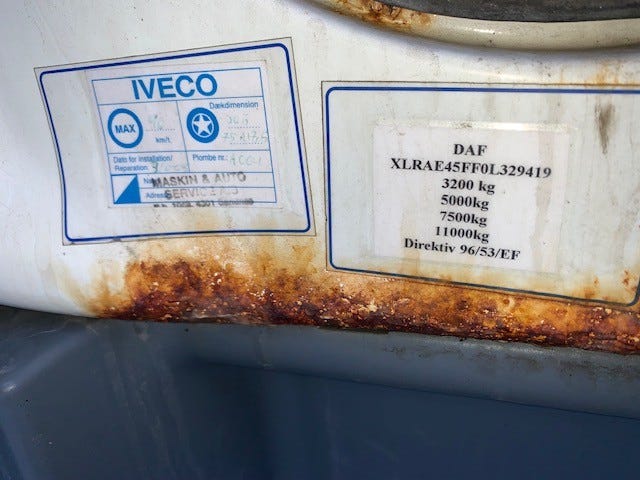 IVECO
MAX
km/t
Dækdimension
Dato for installation/
Reparation:
Plombe nr.:
MASKIN & AUTO
Adresse
SERVICE
DAF
XLRAE45FF0L329419
3200 kg
5000kg
7500kg
11000kg
Direktiv 96/53/EF